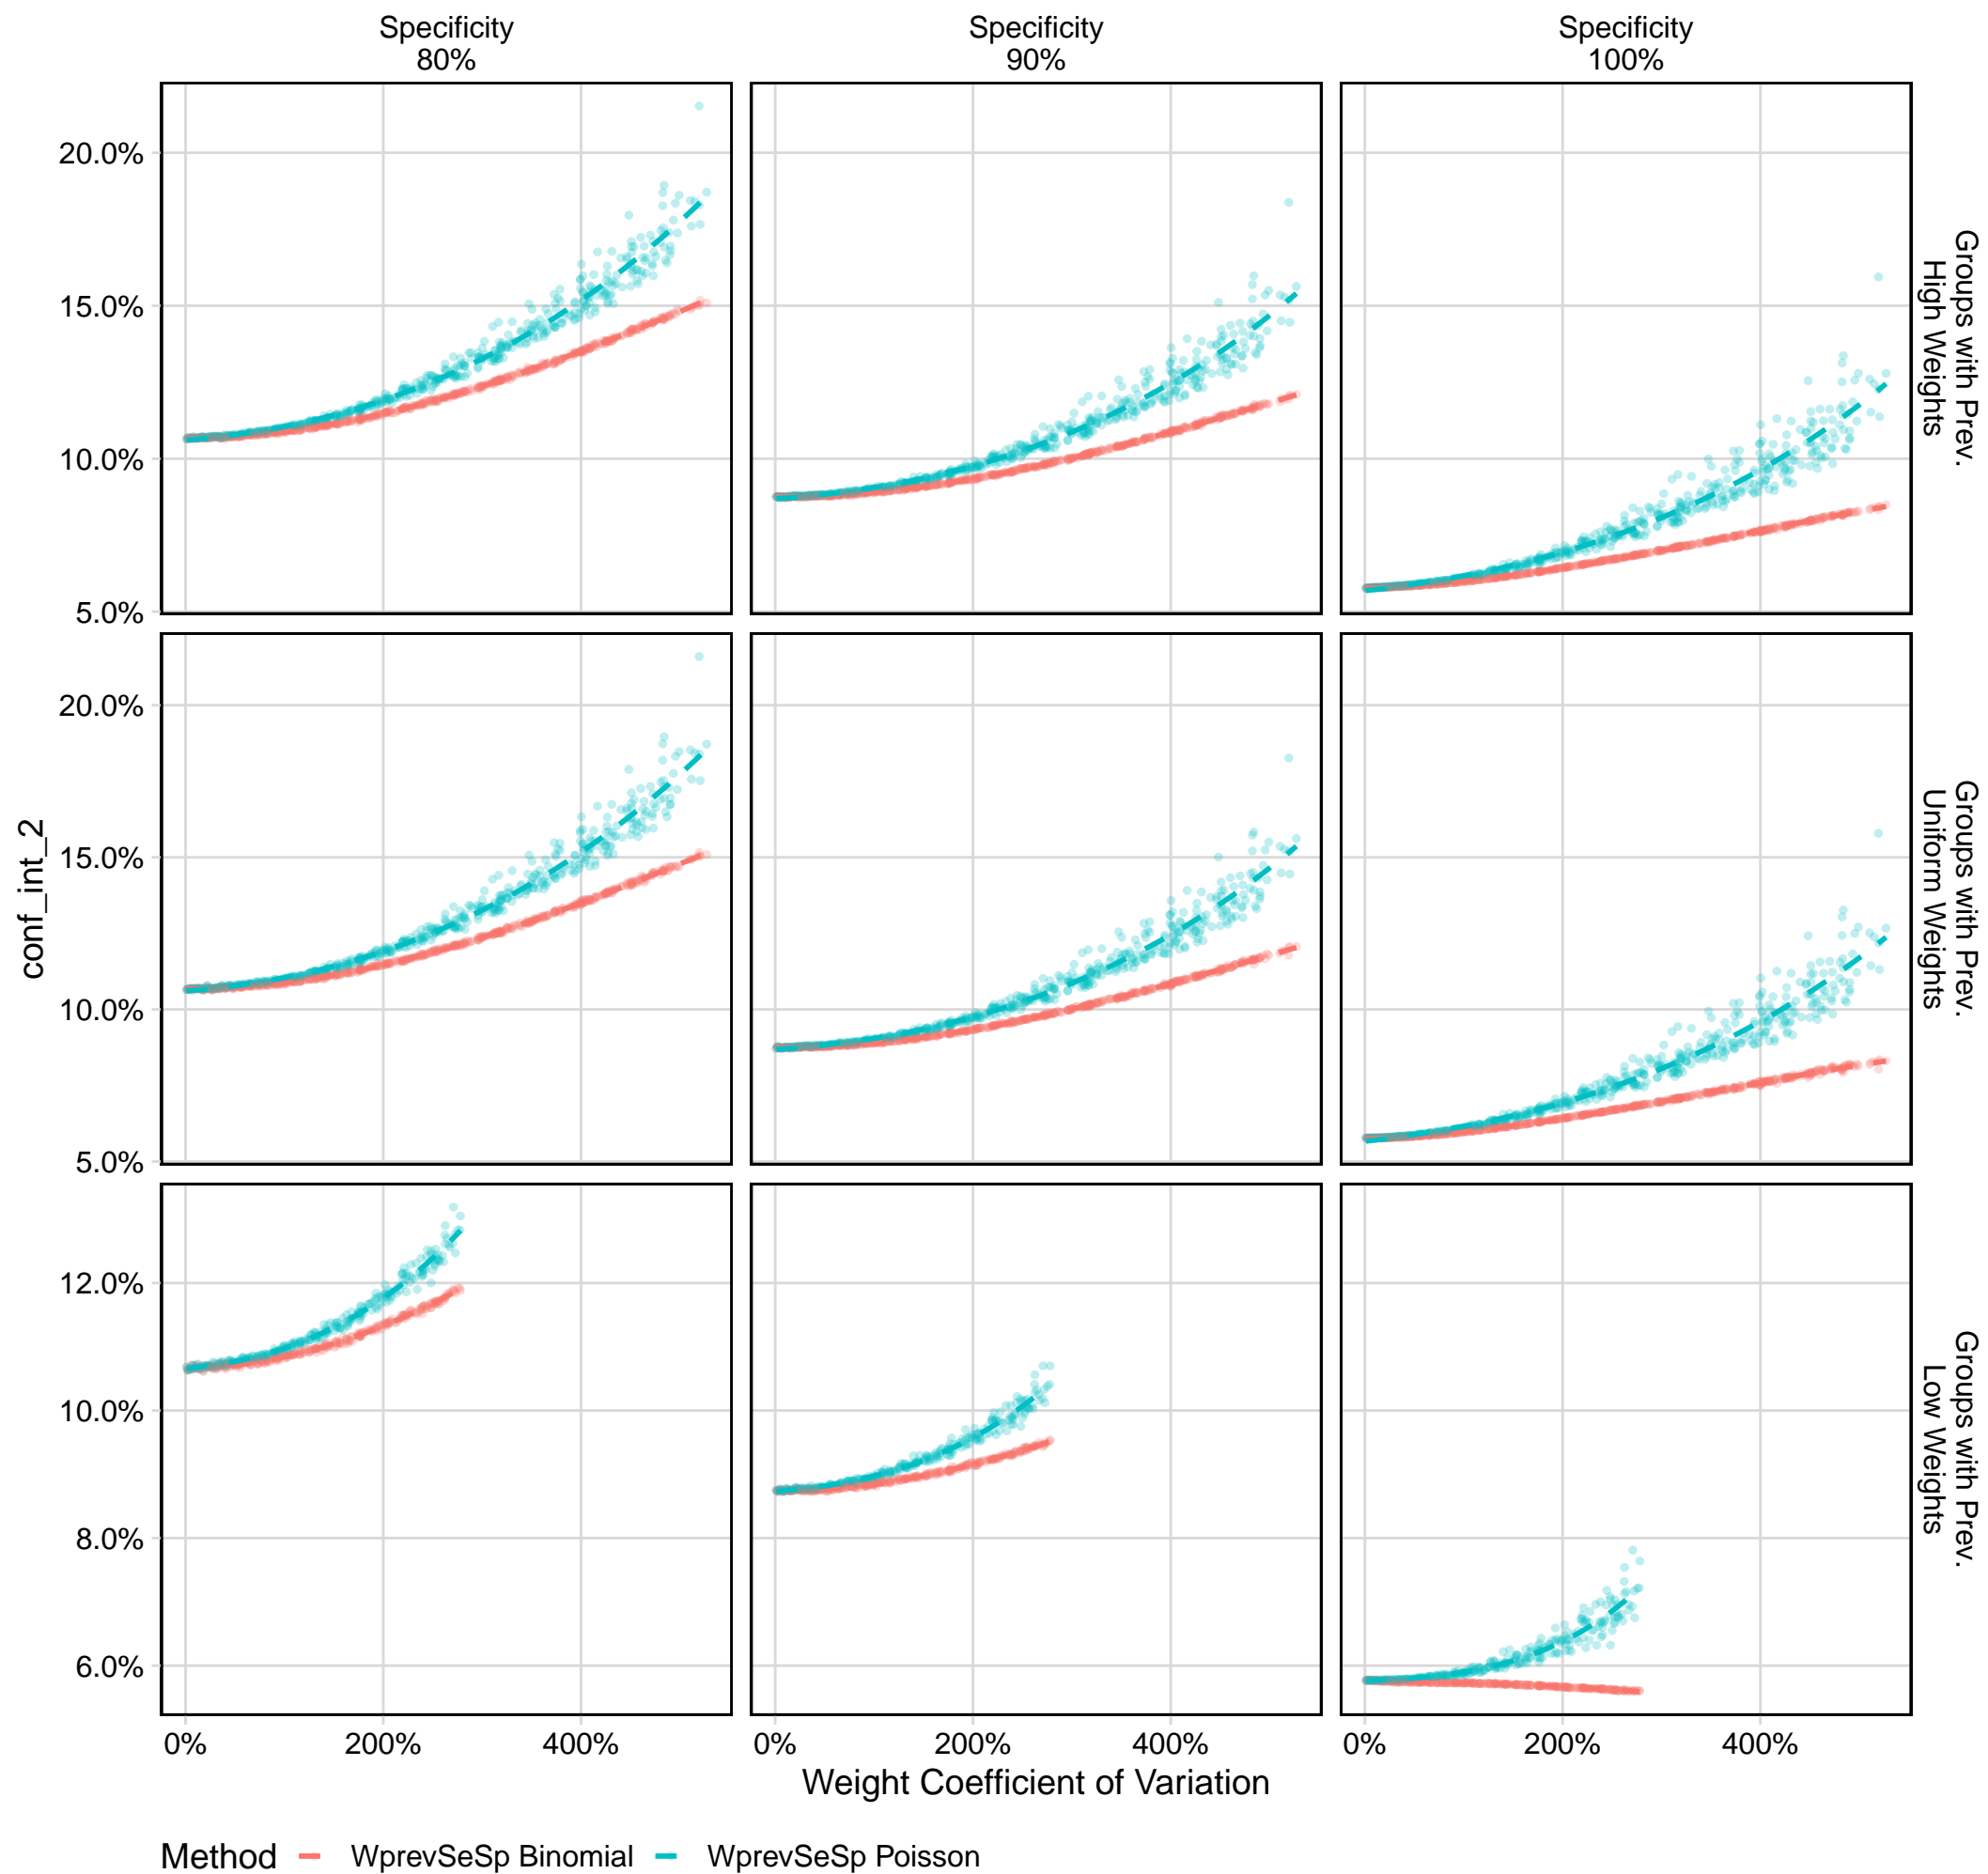 Specificity
80%
Specificity
90%
Specificity
100%
20.0%
15.0%
10.0%
5.0%
Groups with Prev.
High Weights
20.0%
15.0%
10.0%
5.0%
Groups with Prev.
Uniform Weights
conf_int_2
12.0%
10.0%
8.0%
6.0%
Groups with Prev.
Low Weights
0%
200%
400%
0%
200%
400%
0%
200%
400%
Weight Coefficient of Variation
Method
WprevSeSp Binomial
WprevSeSp Poisson